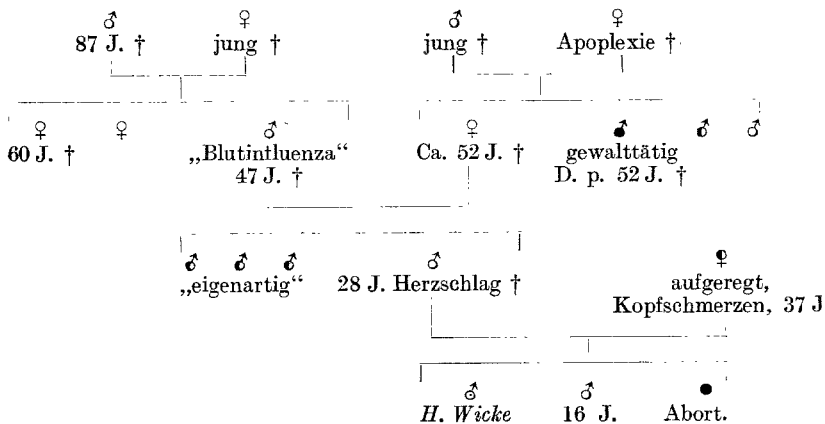 ♂ ♀ ♂ ♀
87 J. † jung † jung † Apoplexie †
♀ ♀ ♂ ♀ ♂ ♂ ♂
60 J. † „Blutinfluenza“ Ca. 52 J. † gewalttätig
47 J. † D. p. 52 J. †
♂ ♂ ♂ ♂ ♀
„eigenartig“ 28 J. Herzschlag † aufgeregt,
Kopfschmerzen, 37 J
♂ ♂ ●
H. Wicke 16 J. Abort.